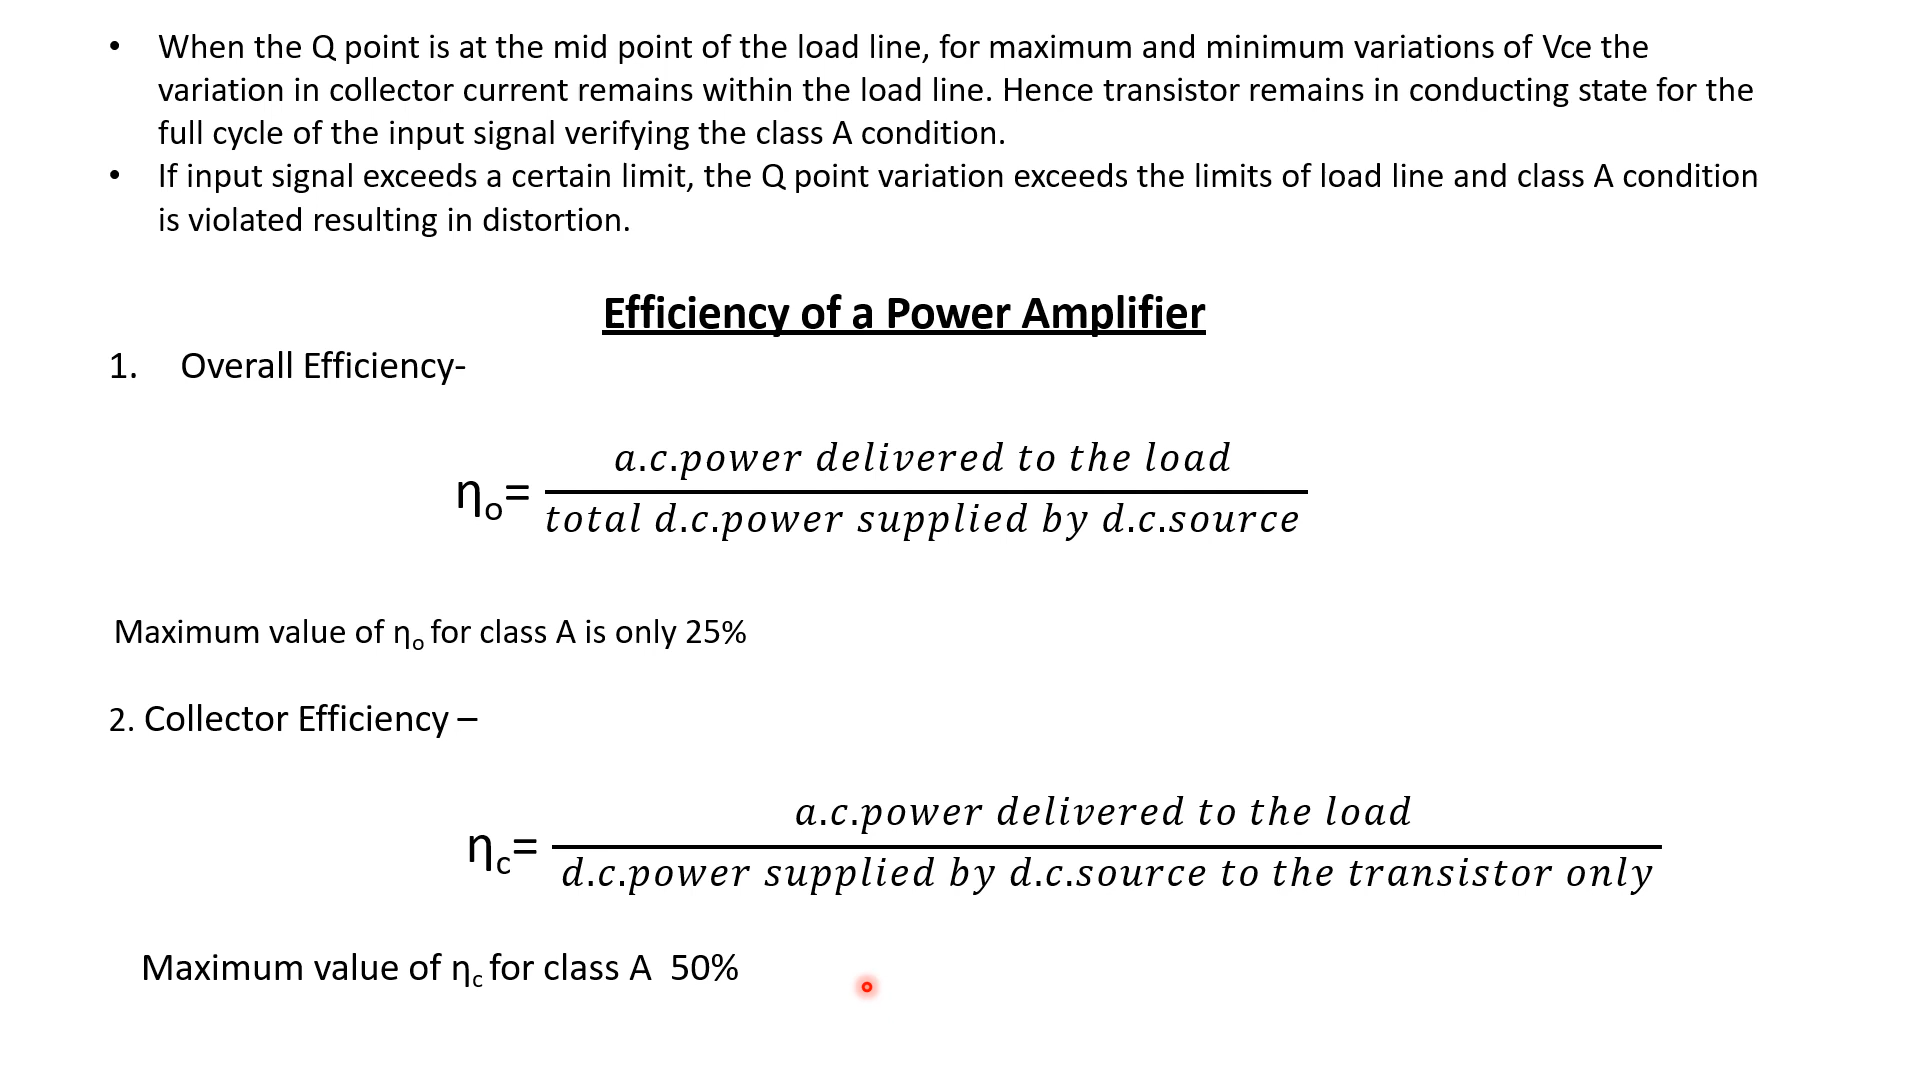 • When the Q point is at the mid point of the load line, for maximum and minimum variations of Vce the
variation in collector current remains within the load line. Hence transistor remains in conducting state for the
full cycle of the input signal verifying the class A condition.
• If input signal exceeds a certain limit, the Q point variation exceeds the limits of load line and class A condition
is violated resulting in distortion.
Efficiency of a Power Amplifier
1. Overall Efficiency-
a.c.power delivered to the load
ηo=
total d.c.power supplied by d.c.source
Maximum value of ηo for class A is only 25%
2. Collector Efficiency –
a.c.power delivered to the load
ηc=
d.c.power supplied by d.c.source to the transistor only
Maximum value of ηc for class A  50%